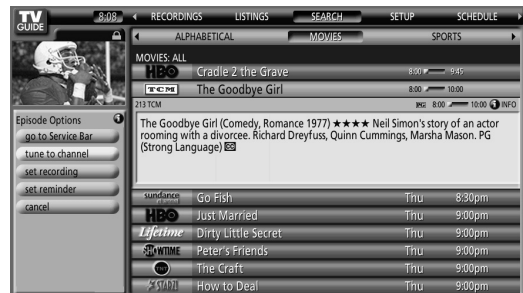 TV GUIDE 8:08 RECORDINGS LISTINGS SEARCH SETUP SCHEDULE
ALPHABETICAL MOVIES SPORTS
MOVIES: ALL
HBO Cradle 2 the Grave 8:00 9:45
TCM The Goodbye Girl 8:00 10:00
213 TCM PG 8:00 10:00 i INFO
The Goodbye Girl (Comedy, Romance 1977) ★★★★ Neil Simon's story of an actor
rooming with a divorcee. Richard Dreyfuss, Quinn Cummings, Marsha Mason. PG
(Strong Language) CC
Episode Options
go to Service Bar
tune to channel
set recording
set reminder
cancel
sundance channel Go Fish Thu 8:30pm
HBO Just Married Thu 9:00pm
Lifetime Dirty Little Secret Thu 9:00pm
SHOWTIME Peter's Friends Thu 9:00pm
TNT The Craft Thu 9:00pm
STARZ! How to Deal Thu 9:00pm